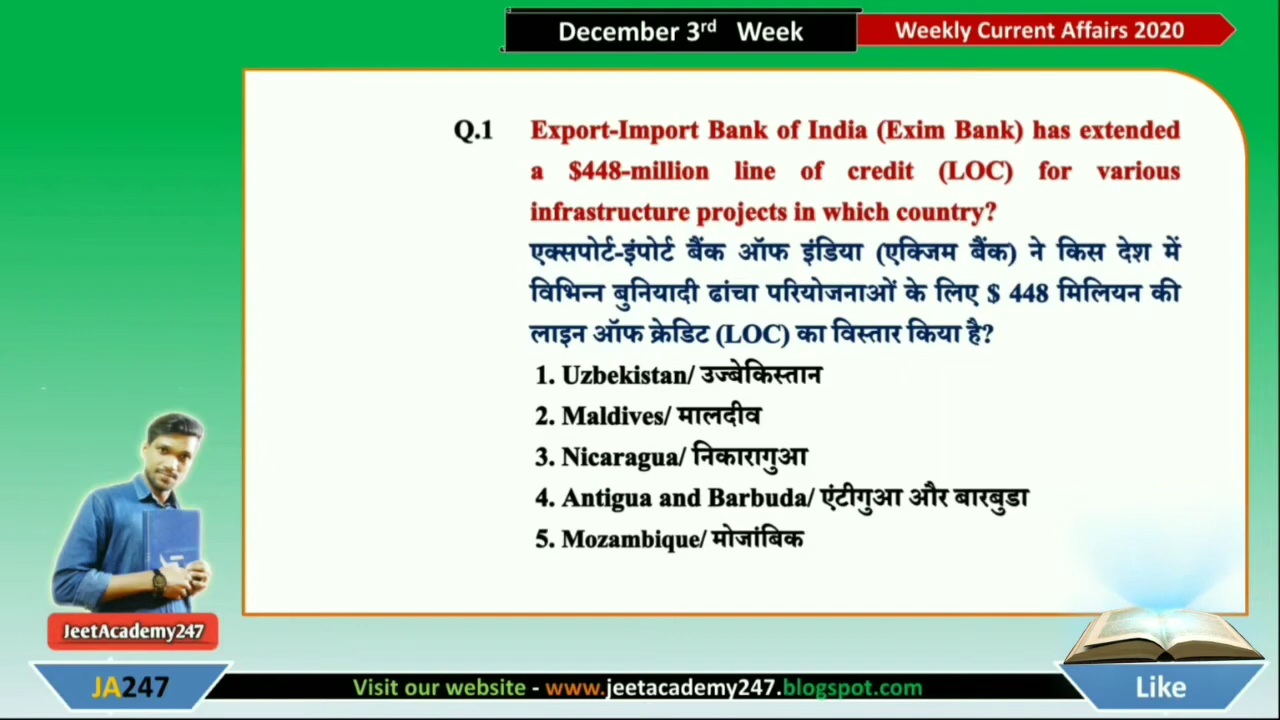 December 3rd Week
Weekly Current Affairs 2020
Q.1 Export-Import Bank of India (Exim Bank) has extended
a $448-million line of credit (LOC) for various
infrastructure projects in which country?
एक्सपोर्ट-इंपोर्ट बैंक ऑफ इंडिया (एक्जिम बैंक) ने किस देश में
विभिन्न बुनियादी ढांचा परियोजनाओं के लिए $ 448 मिलियन की
लाइन ऑफ क्रेडिट (LOC) का विस्तार किया है?
1. Uzbekistan/ उज्बेकिस्तान
2. Maldives/ मालदीव
3. Nicaragua/ निकारागुआ
4. Antigua and Barbuda/ एंटीगुआ और बारबुडा
5. Mozambique/ मोजांबिक
JeetAcademy247
JA247
Visit our website - www.jeetacademy247.blogspot.com
Like